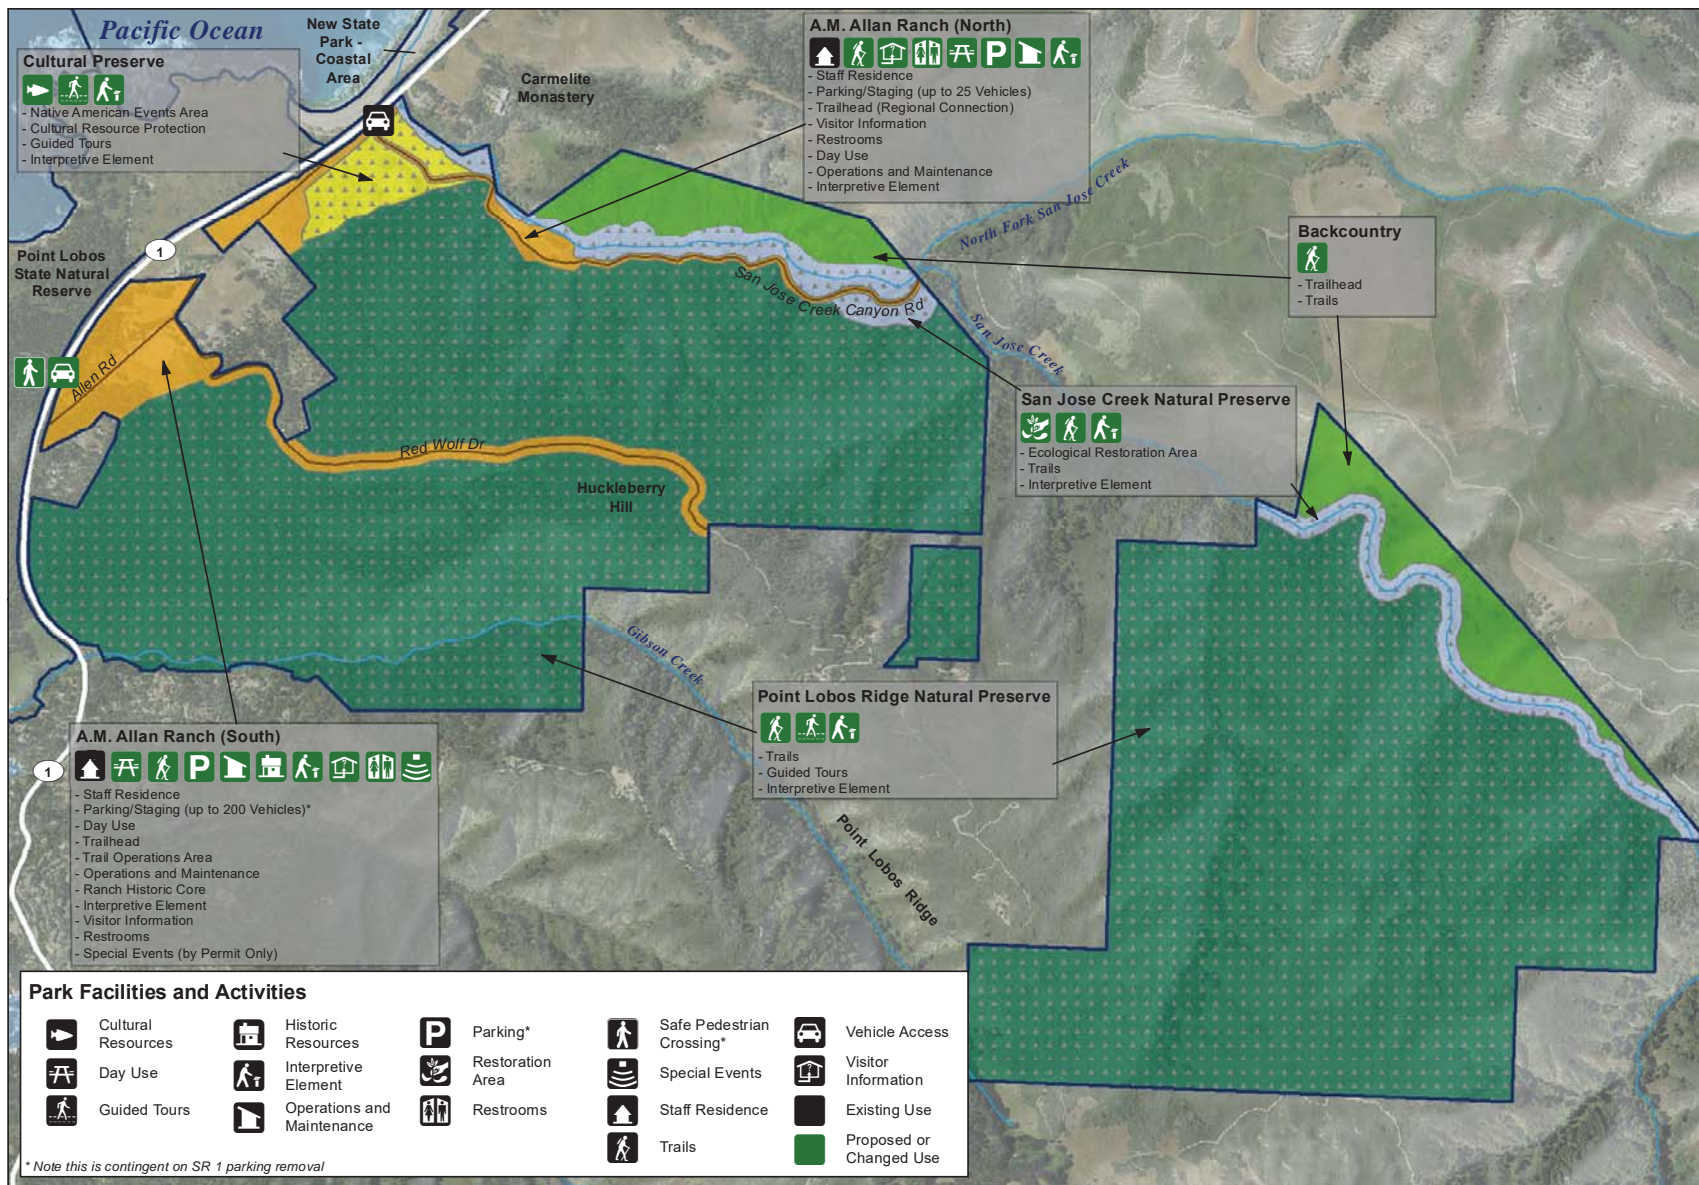 Pacific Ocean
New State
Park -
Coastal
Area
Carmelite
Monastery
Cultural Preserve
- Native American Events Area
- Cultural Resource Protection
- Guided Tours
- Interpretive Element
A.M. Allan Ranch (North)
P
- Staff Residence
- Parking/Staging (up to 25 Vehicles)
- Trailhead (Regional Connection)
- Visitor Information
- Restrooms
- Day Use
- Operations and Maintenance
- Interpretive Element
North Fork San Jose Creek
Backcountry
- Trailhead
- Trails
1
Point Lobos
State Natural
Reserve
San Jose Creek Canyon Rd
San Jose Creek
Allen Rd
San Jose Creek Natural Preserve
- Ecological Restoration Area
- Trails
- Interpretive Element
Red Wolf Dr
Huckleberry
Hill
Gibson Creek
Point Lobos Ridge Natural Preserve
- Trails
- Guided Tours
- Interpretive Element
Point Lobos Ridge
1
A.M. Allan Ranch (South)
P
- Staff Residence
- Parking/Staging (up to 200 Vehicles)*
- Day Use
- Trailhead
- Trail Operations Area
- Operations and Maintenance
- Ranch Historic Core
- Interpretive Element
- Visitor Information
- Restrooms
- Special Events (by Permit Only)
Park Facilities and Activities
Cultural
Resources
Day Use
Guided Tours
Historic
Resources
Interpretive
Element
Operations and
Maintenance
P
Parking*
Restoration
Area
Restrooms
Safe Pedestrian
Crossing*
Special Events
Staff Residence
Trails
Vehicle Access
Visitor
Information
Existing Use
Proposed or
Changed Use
* Note this is contingent on SR 1 parking removal